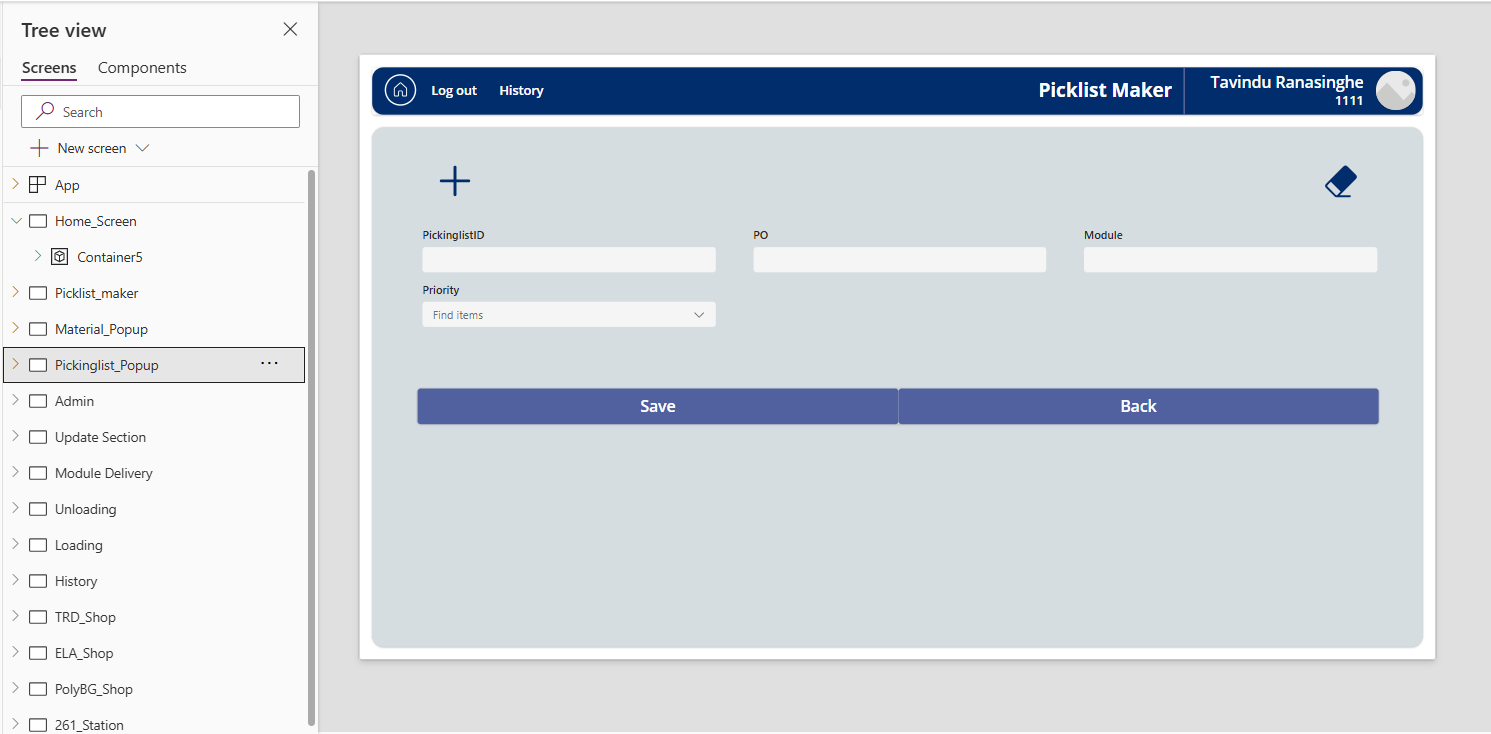 Tree view
Screens Components
Search
New screen
App
Home_Screen
Container5
Picklist_maker
Material_Popup
Pickinglist_Popup ...
Admin
Update Section
Module Delivery
Unloading
Loading
History
TRD_Shop
ELA_Shop
PolyBG_Shop
261_Station
Log out History Picklist Maker Tavindu Ranasinghe
1111
PickinglistID PO Module
Priority
Find items
Save Back